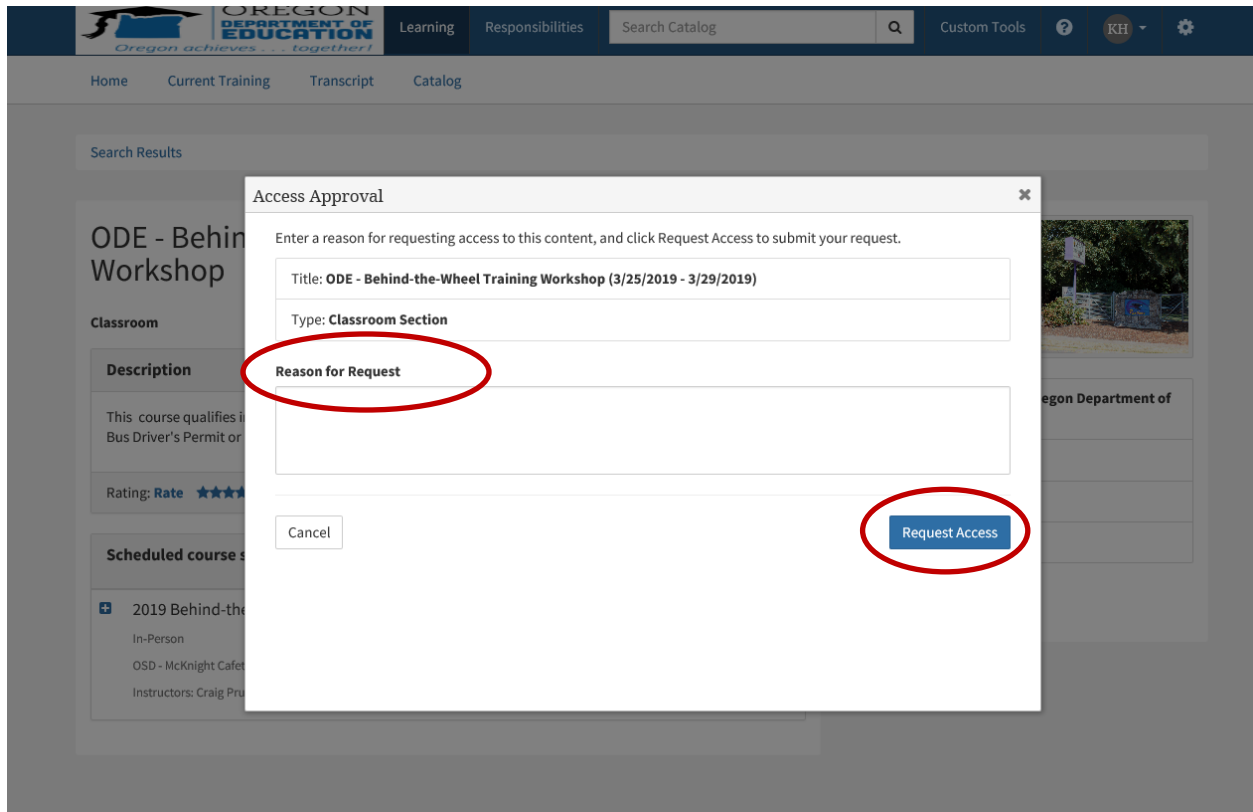 OREGON
DEPARTMENT OF
EDUCATION
Oregon achieves . . . together!
Learning
Responsibilities
Search Catalog
Custom Tools
KH
Home
Current Training
Transcript
Catalog
Search Results
Access Approval
Enter a reason for requesting access to this content, and click Request Access to submit your request.
Title: ODE - Behind-the-Wheel Training Workshop (3/25/2019 - 3/29/2019)
Type: Classroom Section
Reason for Request
Cancel
Request Access
ODE - Behin
Workshop
Classroom
Description
This course qualifies i
Bus Driver's Permit or
Rating: Rate
Scheduled course s
2019 Behind-the
In-Person
OSD - McKnight Cafet
Instructors: Craig Pru
egon Department of